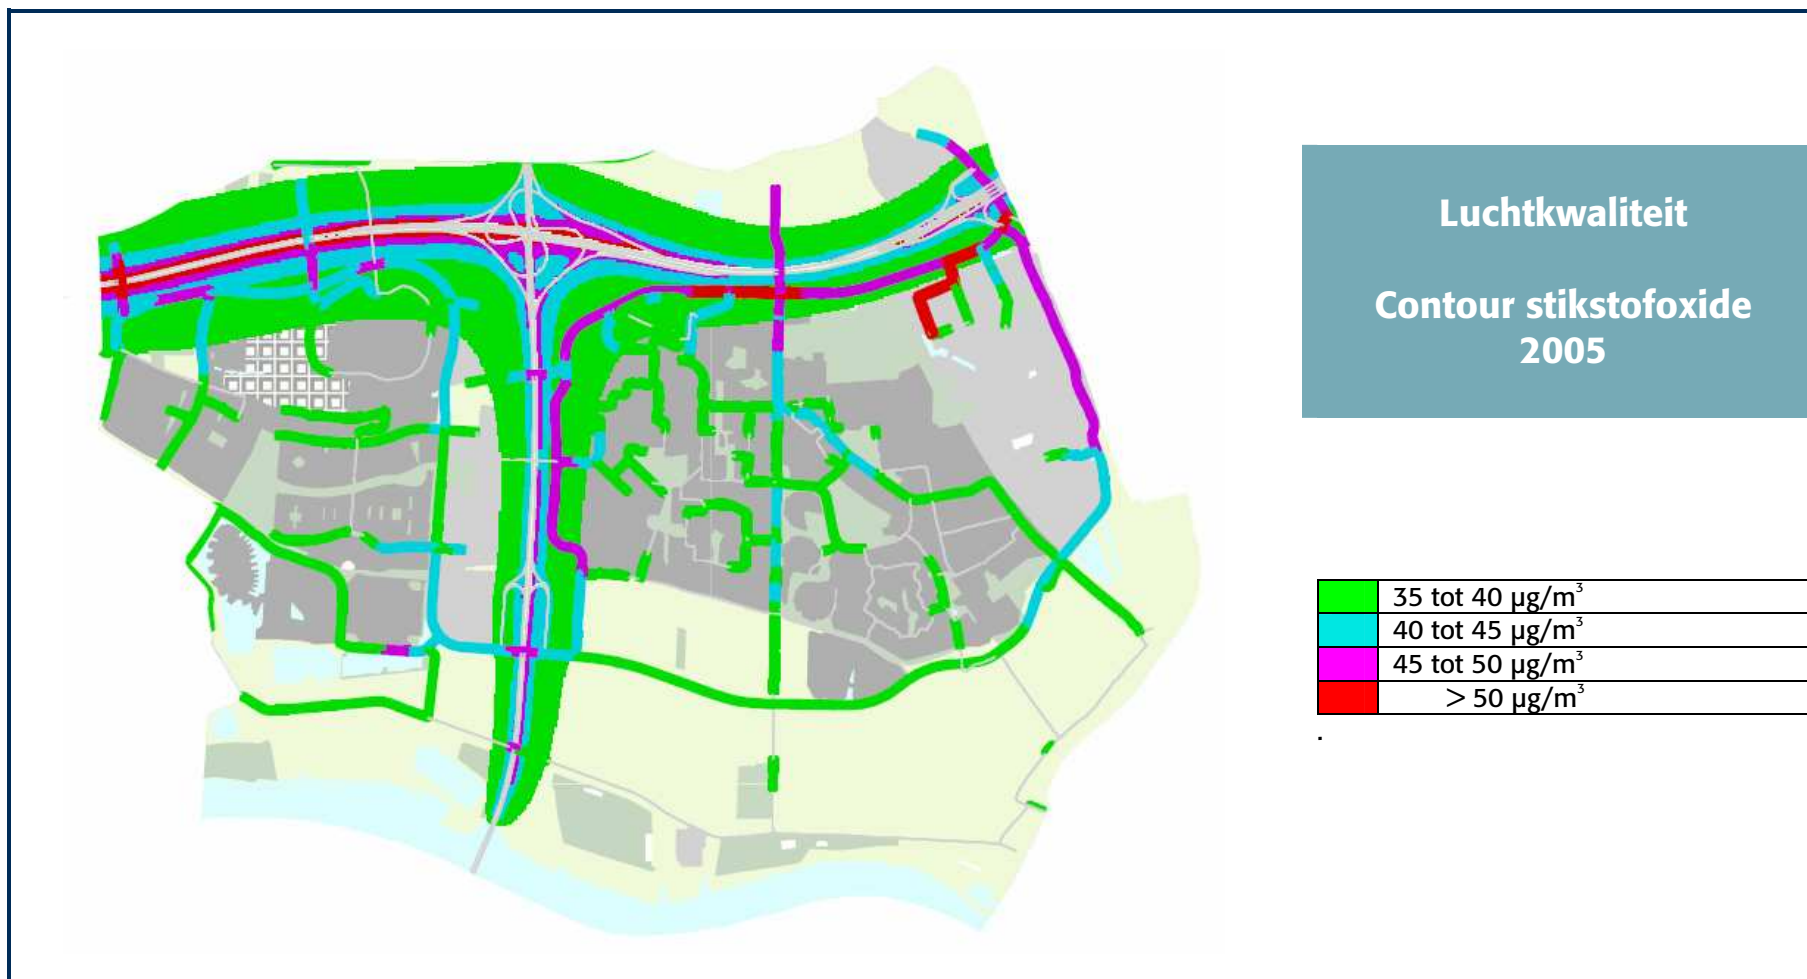 Luchtkwaliteit
Contour stikstofoxide
2005
35 tot 40 µg/m³
40 tot 45 µg/m³
45 tot 50 µg/m³
> 50 µg/m³
.